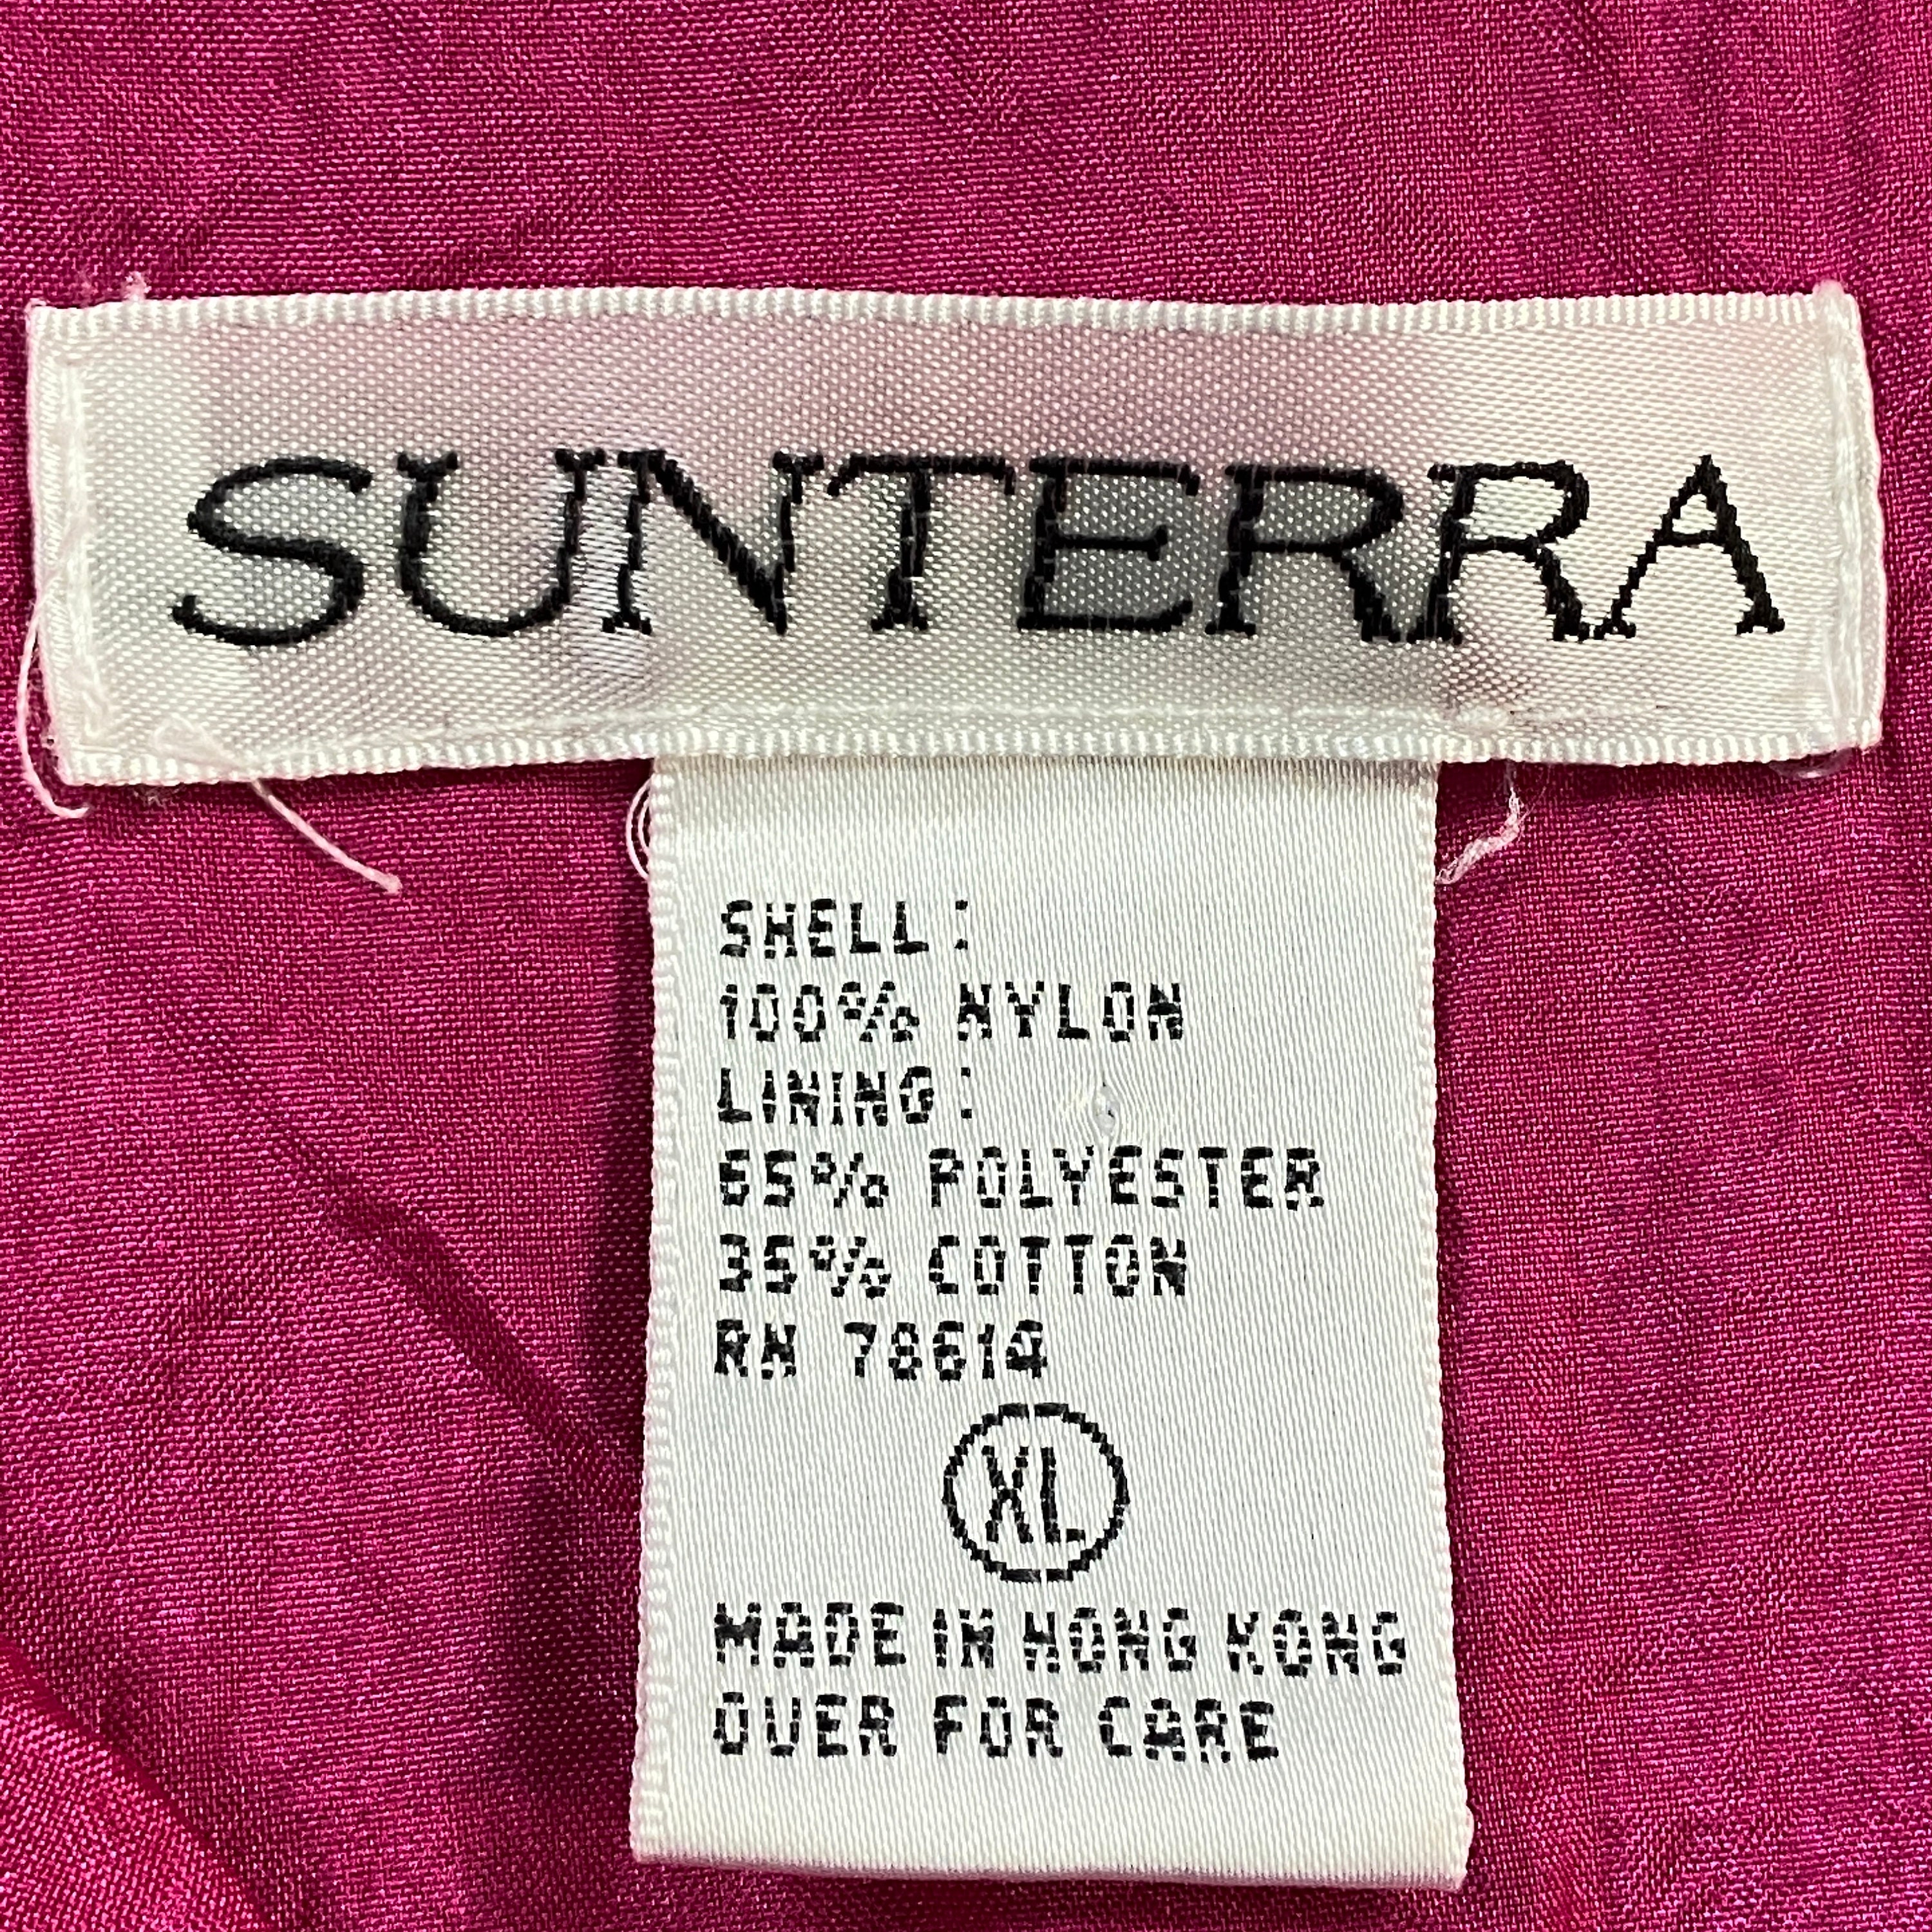 SUNTERRA
SHELL:
100% NYLON
LINING:
65% POLYESTER
35% COTTON
RN 78614
XL
MADE IN HONG KONG
OVER FOR CARE